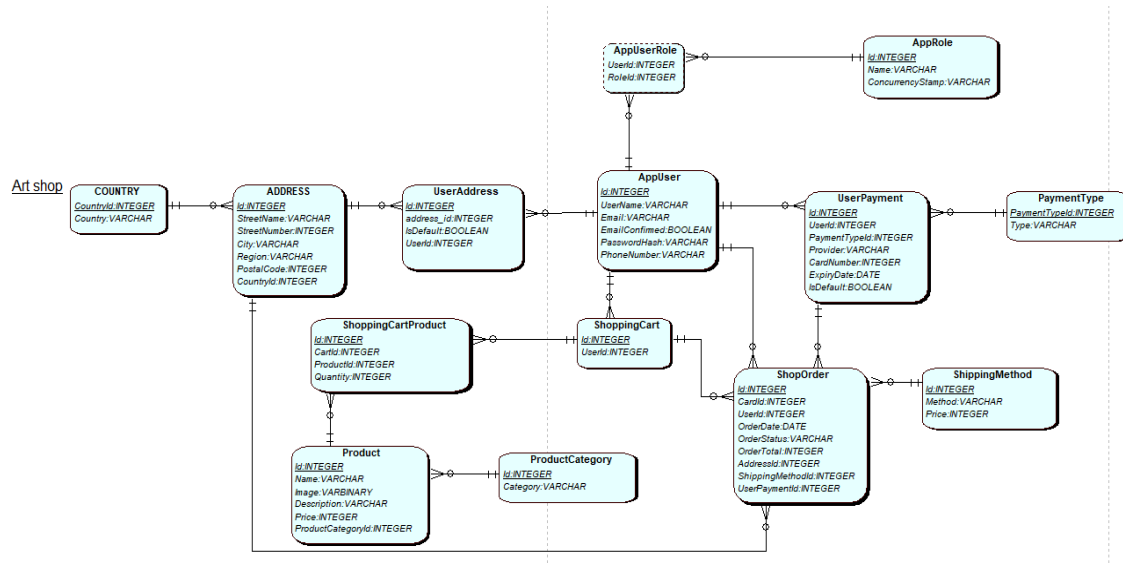 AppUserRole
UserId:INTEGER
RoleId:INTEGER
AppRole
Id:INTEGER
Name:VARCHAR
ConcurrencyStamp:VARCHAR
Art shop
COUNTRY
CountryId:INTEGER
Country:VARCHAR
ADDRESS
Id:INTEGER
StreetName:VARCHAR
StreetNumber:INTEGER
City:VARCHAR
Region:VARCHAR
PostalCode:INTEGER
CountryId:INTEGER
UserAddress
Id:INTEGER
address_id:INTEGER
IsDefault:BOOLEAN
UserId:INTEGER
AppUser
Id:INTEGER
UserName:VARCHAR
Email:VARCHAR
EmailConfirmed:BOOLEAN
PasswordHash:VARCHAR
PhoneNumber:VARCHAR
UserPayment
Id:INTEGER
UserId:INTEGER
PaymentTypeId:INTEGER
Provider:VARCHAR
CardNumber:INTEGER
ExpiryDate:DATE
IsDefault:BOOLEAN
PaymentType
PaymentTypeId:INTEGER
Type:VARCHAR
ShoppingCartProduct
Id:INTEGER
CartId:INTEGER
ProductId:INTEGER
Quantity:INTEGER
ShoppingCart
Id:INTEGER
UserId:INTEGER
ShopOrder
Id:INTEGER
CardId:INTEGER
UserId:INTEGER
OrderDate:DATE
OrderStatus:VARCHAR
OrderTotal:INTEGER
AddressId:INTEGER
ShippingMethodId:INTEGER
UserPaymentId:INTEGER
ShippingMethod
Id:INTEGER
Method:VARCHAR
Price:INTEGER
Product
Id:INTEGER
Name:VARCHAR
Image:VARBINARY
Description:VARCHAR
Price:INTEGER
ProductCategoryId:INTEGER
ProductCategory
Id:INTEGER
Category:VARCHAR